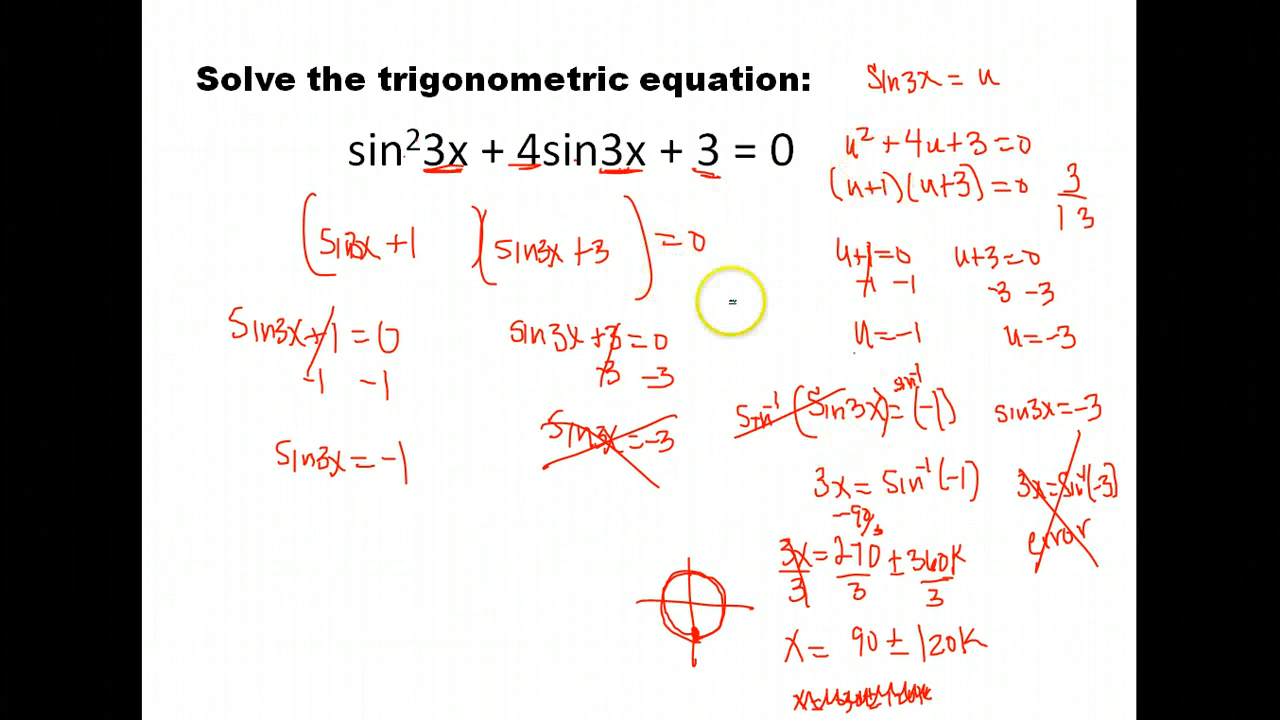 Solve the trigonometric equation:
sin²3x + 4sin3x + 3 = 0
(sin3x +1 )(sin3x +3) = 0
sin3x+1 = 0
-1 -1
sin3x = -1
sin3x +3 = 0
-3 -3
sin3x = -3
sin3x = u
u² + 4u + 3 = 0
(u+1)(u+3) = 0
3
1 3
u+1 = 0
-1 -1
u = -1
u+3 = 0
-3 -3
u = -3
sin⁻¹(sin3x) = sin⁻¹(-1)
3x = sin⁻¹(-1)
-90
3x = 270 ± 360K
3 3 3
x = 90 ± 120K
sin3x = -3
3x = sin⁻¹(-3)
error